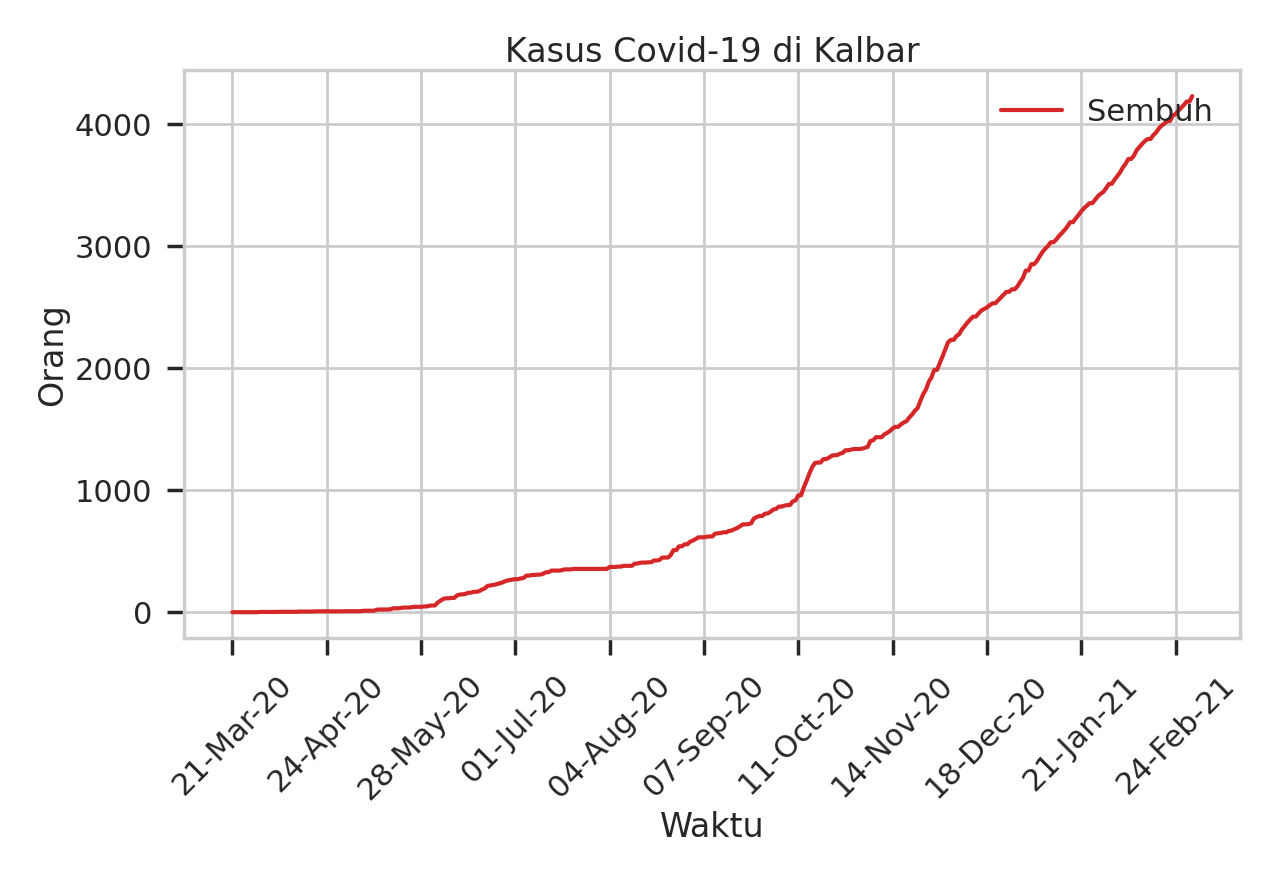 Kasus Covid-19 di Kalbar
Sembuh
4000
3000
2000
1000
0
Orang
21-Mar-20
24-Apr-20
28-May-20
01-Jul-20
04-Aug-20
07-Sep-20
11-Oct-20
14-Nov-20
18-Dec-20
21-Jan-21
24-Feb-21
Waktu